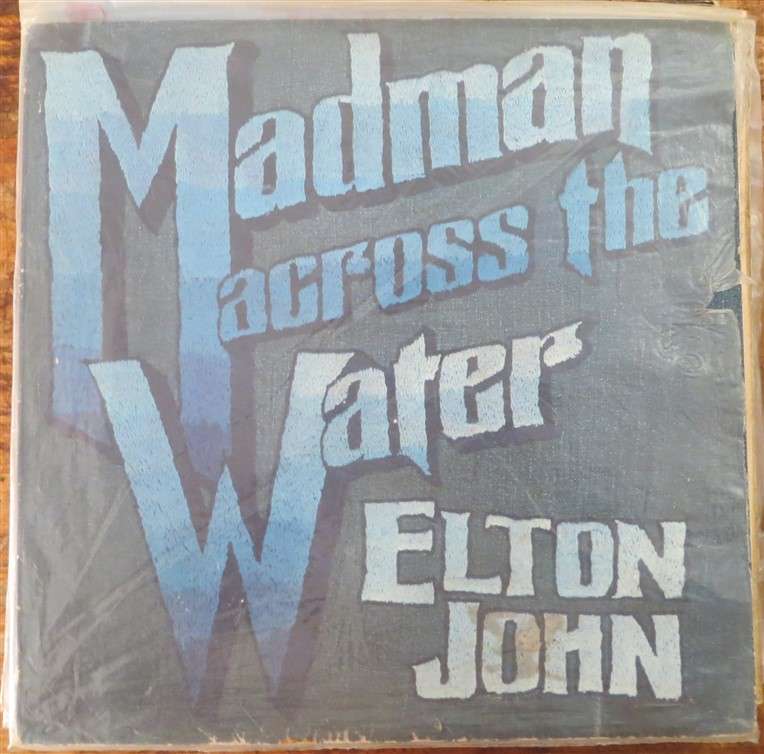 Madman
across the
Water
ELTON
JOHN